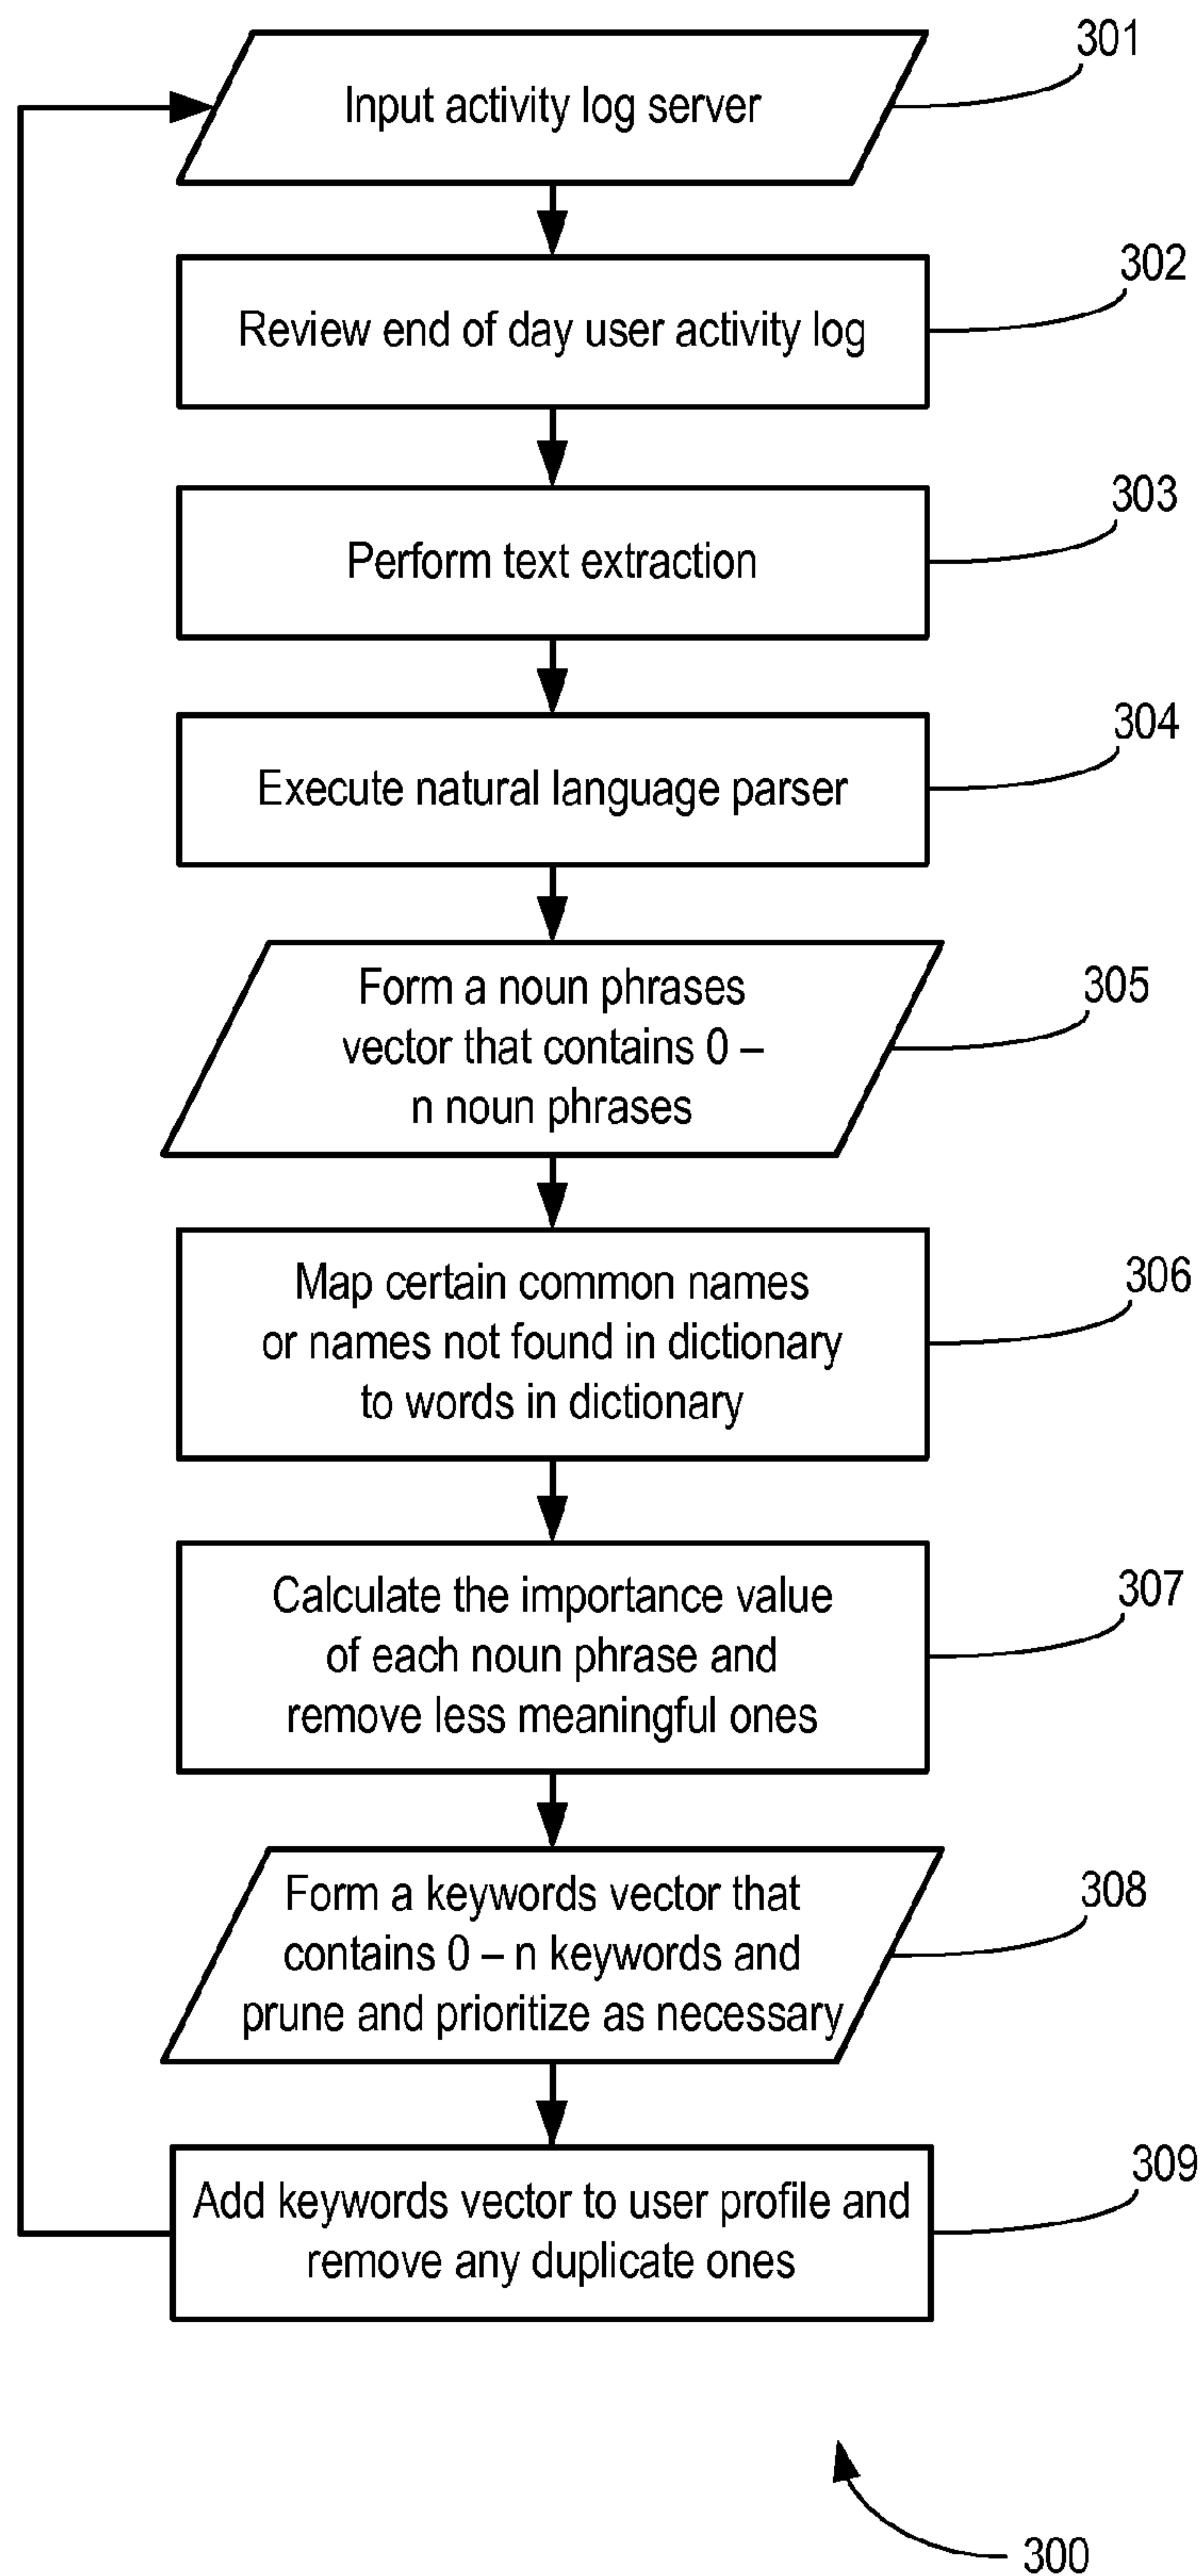 301
Input activity log server
302
Review end of day user activity log
303
Perform text extraction
304
Execute natural language parser
305
Form a noun phrases
vector that contains 0 –
n noun phrases
306
Map certain common names
or names not found in dictionary
to words in dictionary
307
Calculate the importance value
of each noun phrase and
remove less meaningful ones
308
Form a keywords vector that
contains 0 – n keywords and
prune and prioritize as necessary
309
Add keywords vector to user profile and
remove any duplicate ones
300